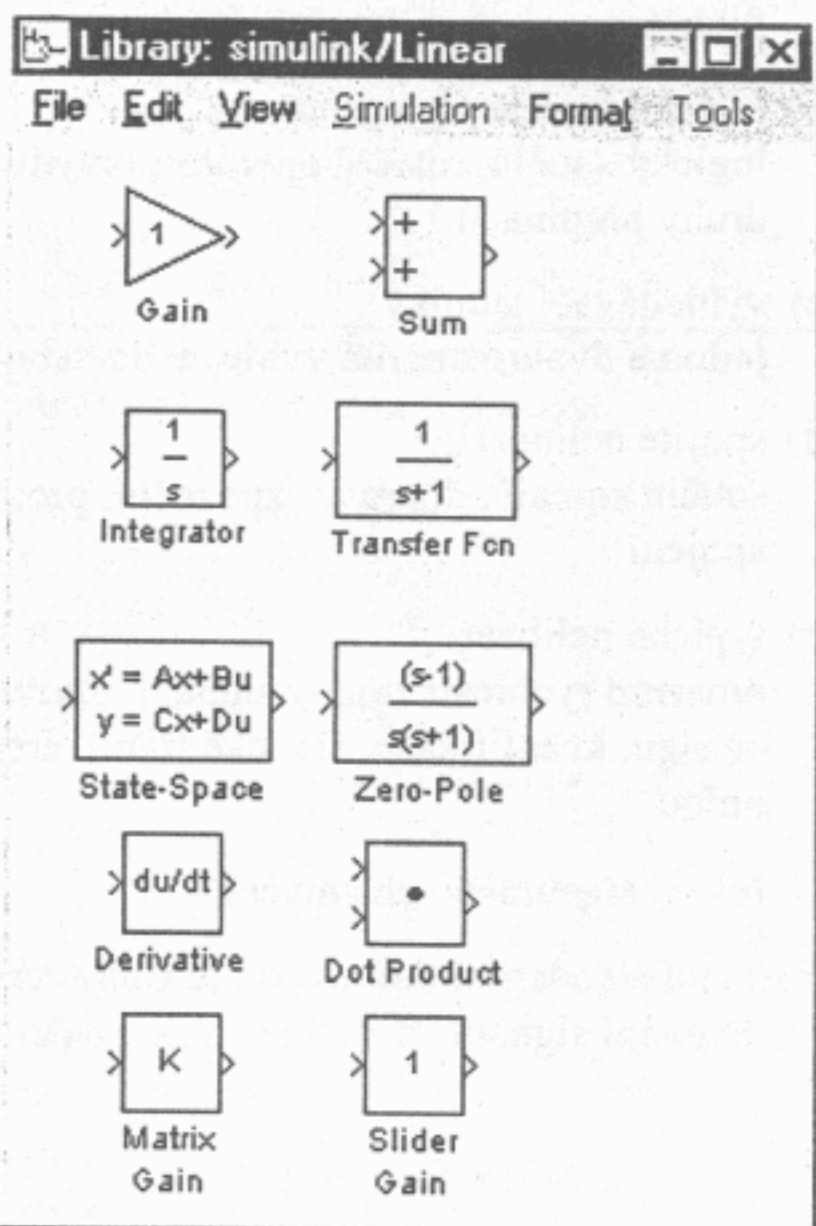 Library: simulink/Linear
File Edit View Simulation Format Tools
1
+
+
Gain
Sum
1
s
1
s+1
Integrator
Transfer Fcn
x' = Ax+Bu
y = Cx+Du
(s-1)
s(s+1)
State-Space
Zero-Pole
du/dt
Derivative
Dot Product
K
1
Matrix
Gain
Slider
Gain